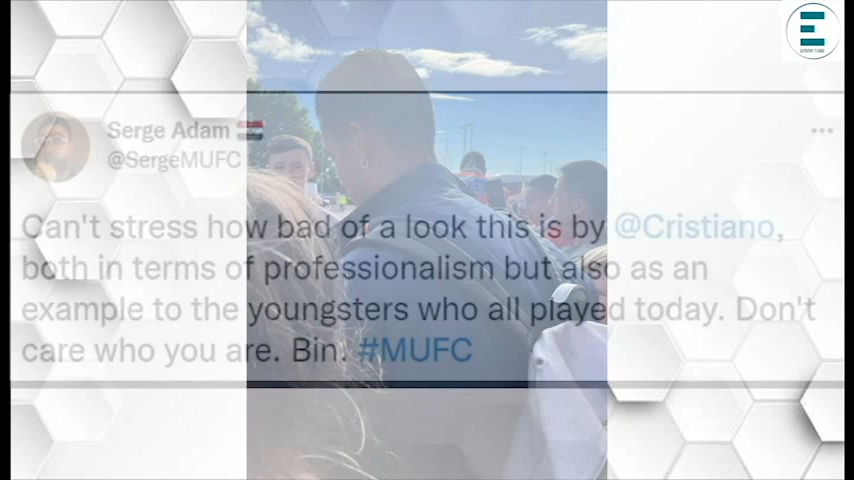 E
Serge Adam
@SergeMUFC
Can't stress how bad of a look this is by @Cristiano,
both in terms of professionalism but also as an
example to the youngsters who all played today. Don't
care who you are. Bin. #MUFC